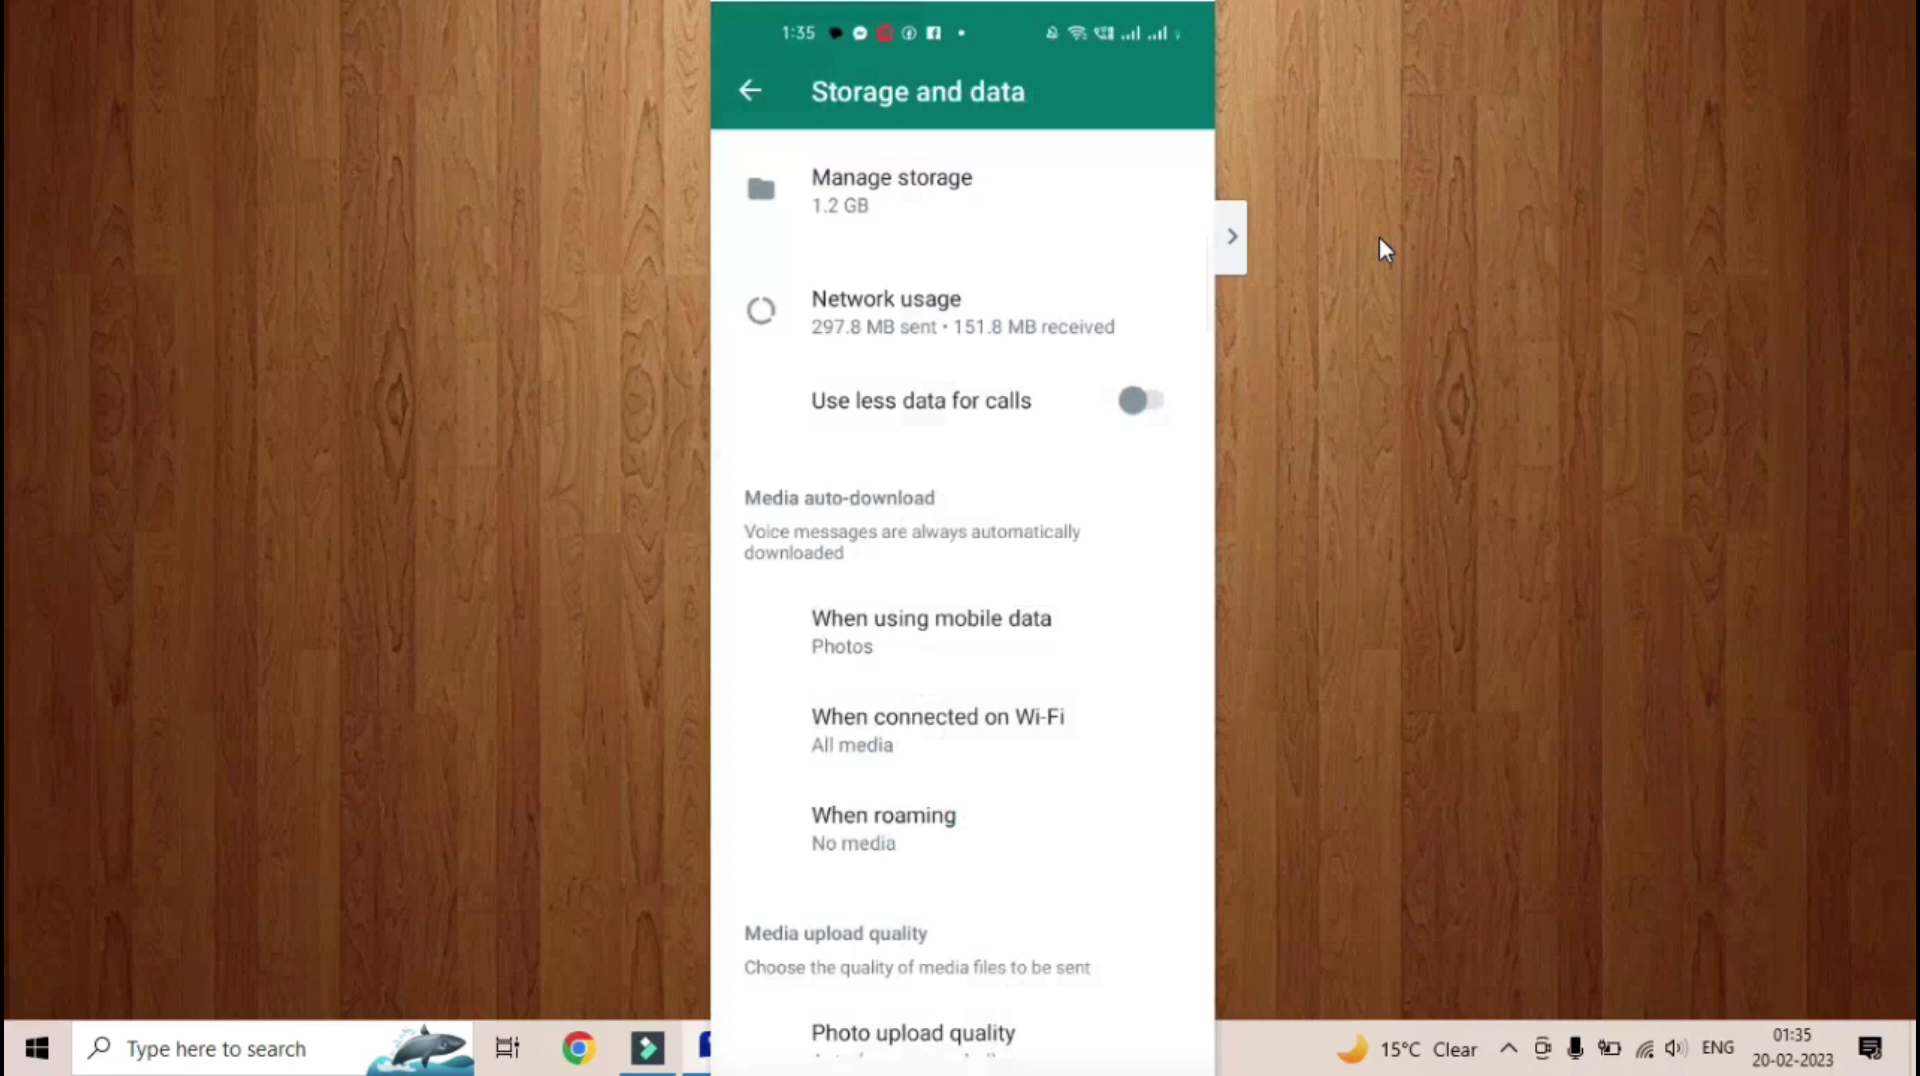 1:35
Storage and data
Manage storage
1.2 GB
Network usage
297.8 MB sent • 151.8 MB received
Use less data for calls
Media auto-download
Voice messages are always automatically
downloaded
When using mobile data
Photos
When connected on Wi-Fi
All media
When roaming
No media
Media upload quality
Choose the quality of media files to be sent
Photo upload quality
Type here to search
15°C Clear
ENG
01:35
20-02-2023